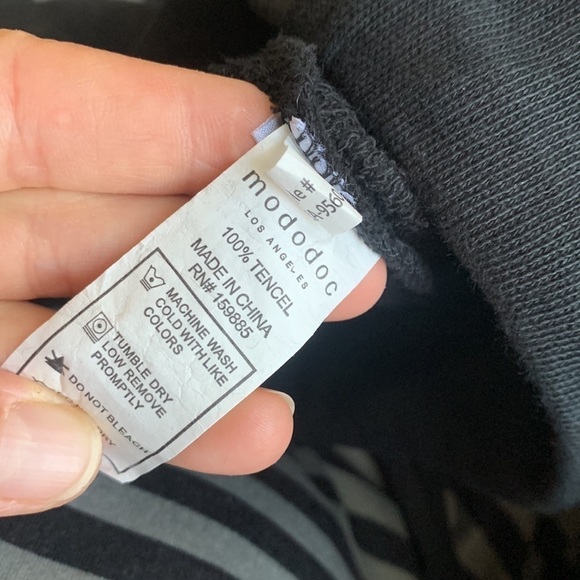 mododoc
LOS ANGELES
100% TENCEL
MADE IN CHINA
RN# 159885
MACHINE WASH
COLD WITH LIKE
COLORS
TUMBLE DRY
LOW REMOVE
PROMPTLY
DO NOT BLEACH